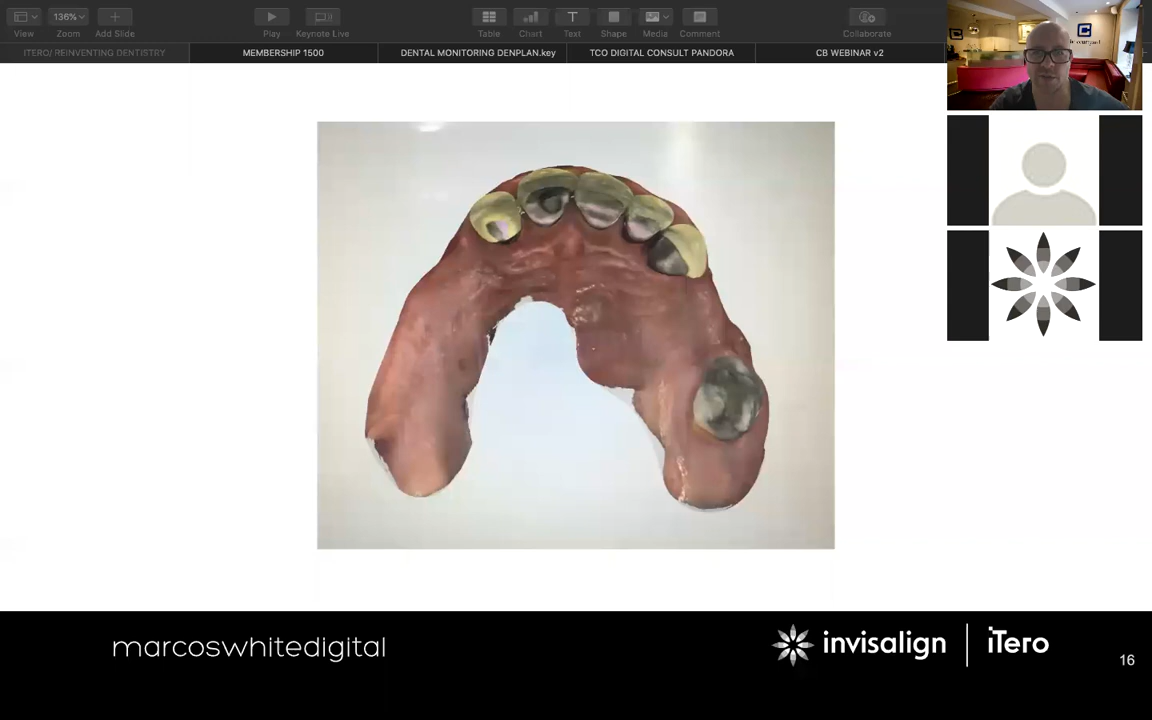 136%
View
Zoom
Add Slide
Play
Keynote Live
Table
Chart
Text
Shape
Media
Comment
Collaborate
ITERO/ REINVENTING DENTISTRY
MEMBERSHIP 1500
DENTAL MONITORING DENPLAN.key
TCO DIGITAL CONSULT PANDORA
CB WEBINAR v2
marcoswhitedigital
invisalign
iTero
16